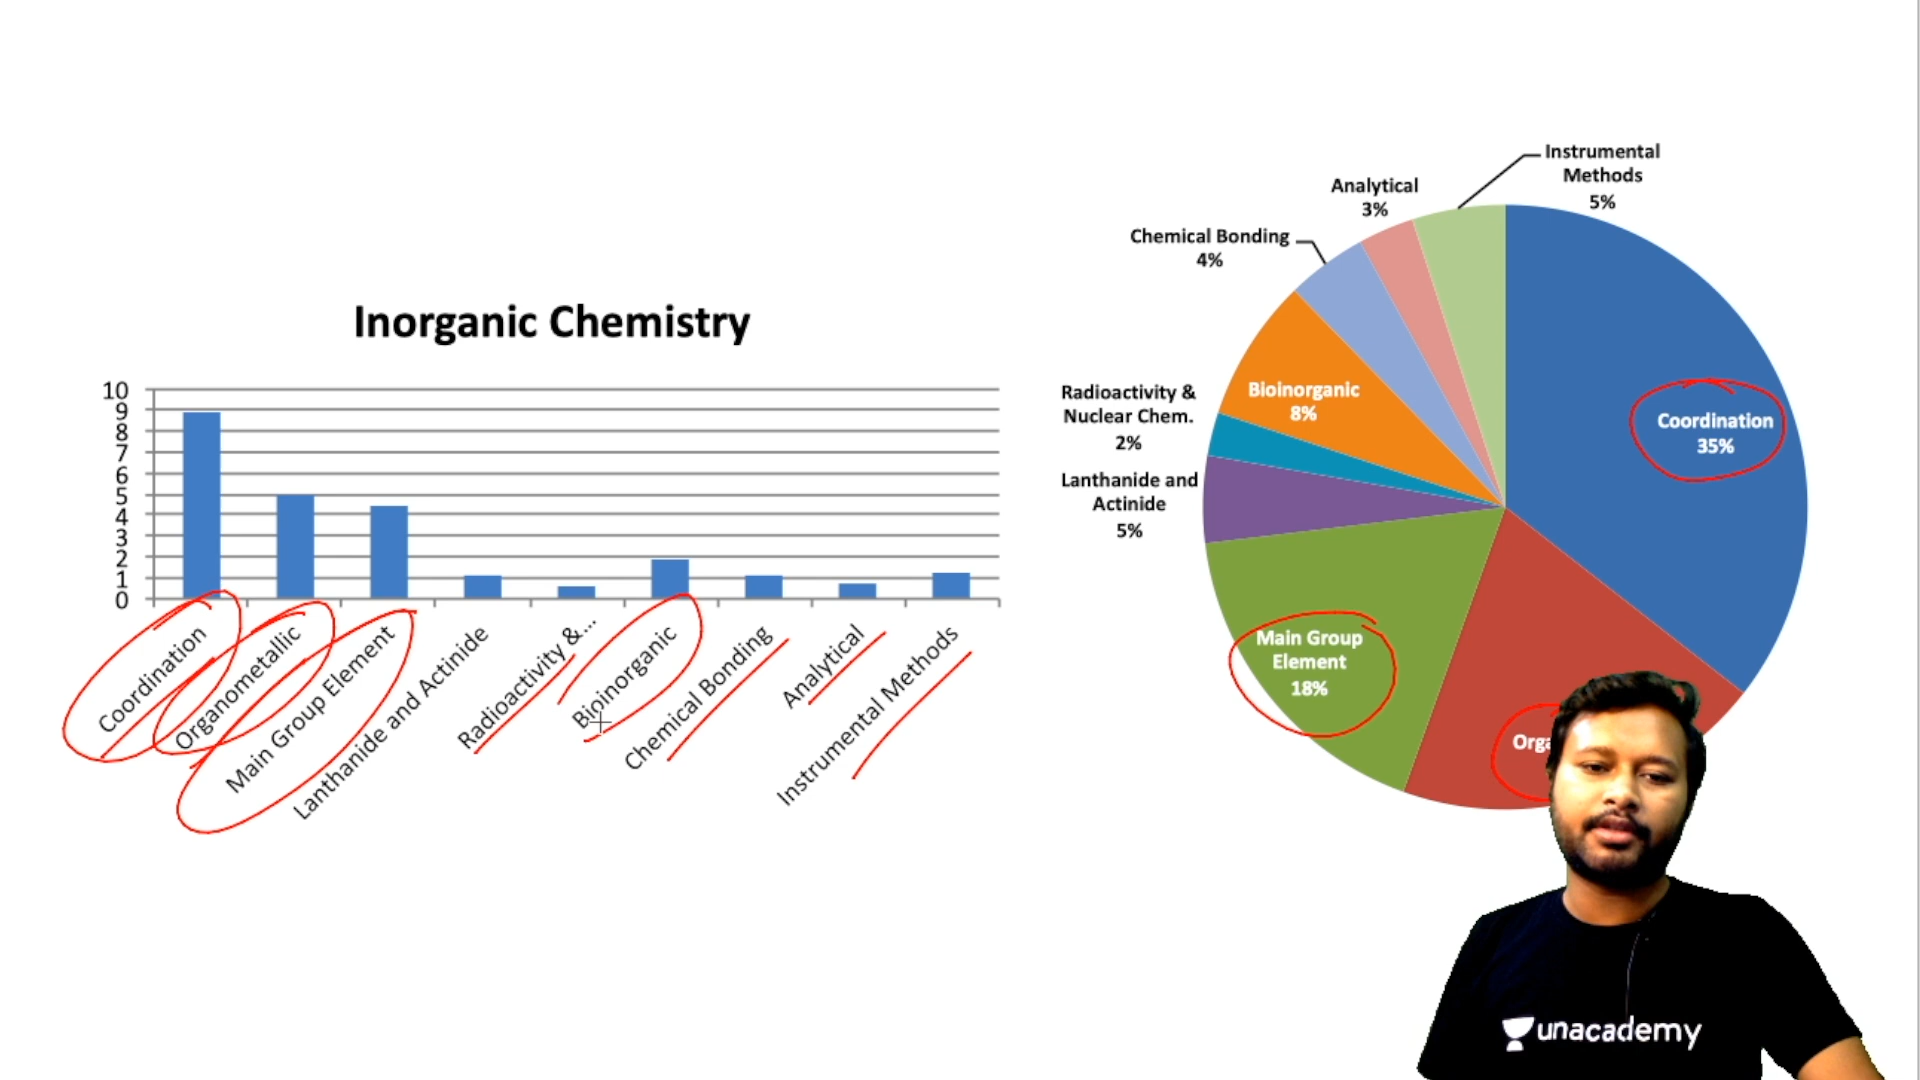 Inorganic Chemistry
10
9
8
7
6
5
4
3
2
1
0
Coordination
Organometallic
Main Group Element
Lanthanide and Actinide
Radioactivity &...
Bioinorganic
Chemical Bonding
Analytical
Instrumental Methods
Instrumental
Methods
5%
Analytical
3%
Chemical Bonding
4%
Bioinorganic
8%
Radioactivity &
Nuclear Chem.
2%
Lanthanide and
Actinide
5%
Coordination
35%
Main Group
Element
18%
unacademy